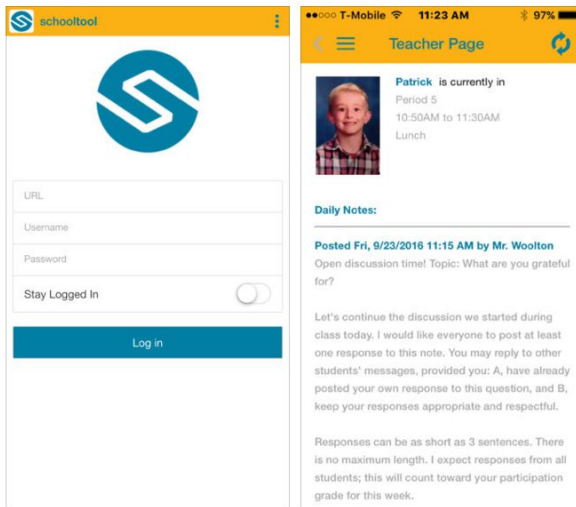 schooltool
URL
Username
Password
Stay Logged In
Log in
T-Mobile 11:23 AM 97%
Teacher Page
Patrick is currently in
Period 5
10:50AM to 11:30AM
Lunch
Daily Notes:
Posted Fri, 9/23/2016 11:15 AM by Mr. Woolton
Open discussion time! Topic: What are you grateful
for?
Let's continue the discussion we started during
class today. I would like everyone to post at least
one response to this note. You may reply to other
students' messages, provided you: A, have already
posted your own response to this question, and B,
keep your responses appropriate and respectful.
Responses can be as short as 3 sentences. There
is no maximum length. I expect responses from all
students; this will count toward your participation
grade for this week.